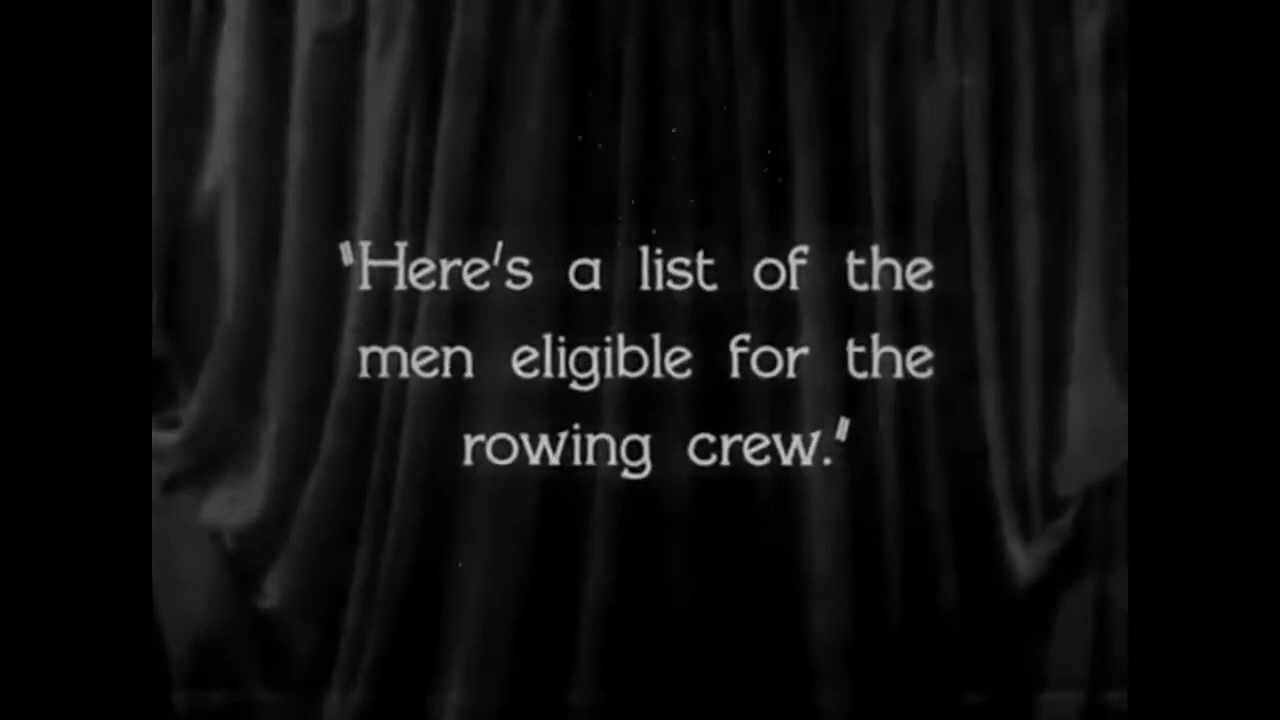 "Here's a list of the
men eligible for the
rowing crew."